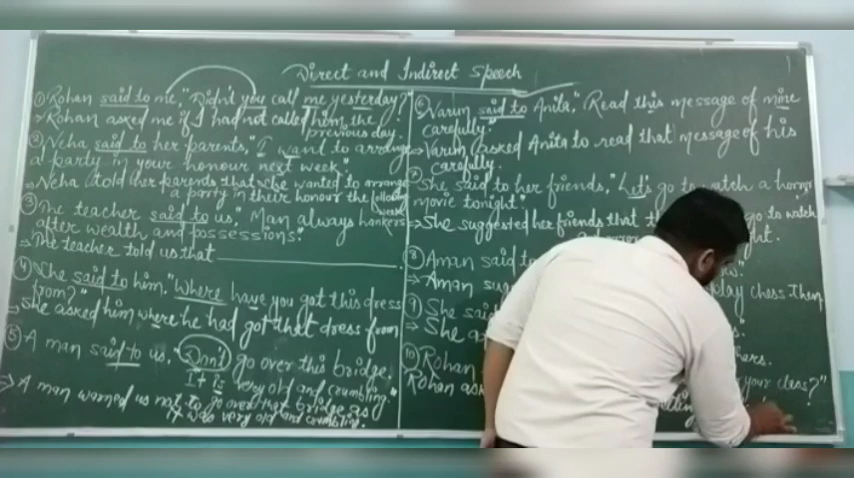 Direct and Indirect Speech
① Rohan said to me, "Didn't you call me yesterday?"
⇒ Rohan asked me if I had not called him the
previous day.
② Neha said to her parents, "I want to arrange
a party in your honour next week."
⇒ Neha told her parents that she wanted to arrange
a party in their honour the following
week.
③ The teacher said to us, "Man always hankers
after wealth and possessions."
⇒ The teacher told us that
④ She said to him, "Where have you got this dress
from?"
⇒ She asked him where he had got that dress from
⑤ A man said to us, "Don't go over this bridge.
It is very old and crumbling."
⇒ A man warned us not to go over that bridge as
it was very old and crumbling.
⑥ Varun said to Anita, "Read this message of mine
carefully."
⇒ Varun asked Anita to read that message of his
carefully.
⑦ She said to her friends, "Let's go to watch a horror
movie tonight."
⇒ She suggested her friends that go to watch
⑧ Aman said to
⇒ Aman play chess then
⑨ She said
⇒ She
⑩ Rohan your class?"
Rohan